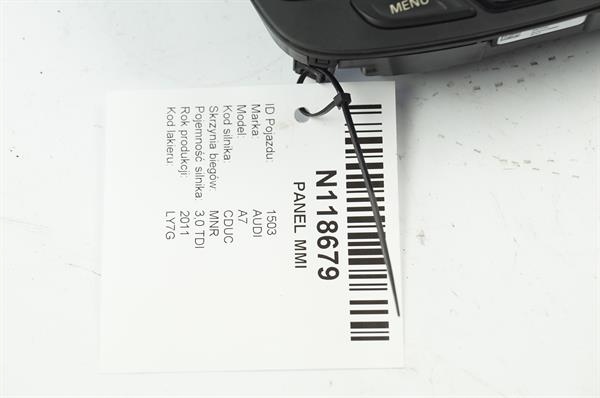 MENU
N118679
PANEL MMI
ID Pojazdu: 1503
Marka: AUDI
Model: A7
Kod silnika: CDUC
Skrzynia biegów: MNR
Pojemność silnika: 3.0 TDI
Rok produkcji: 2011
Kod lakieru: LY7G